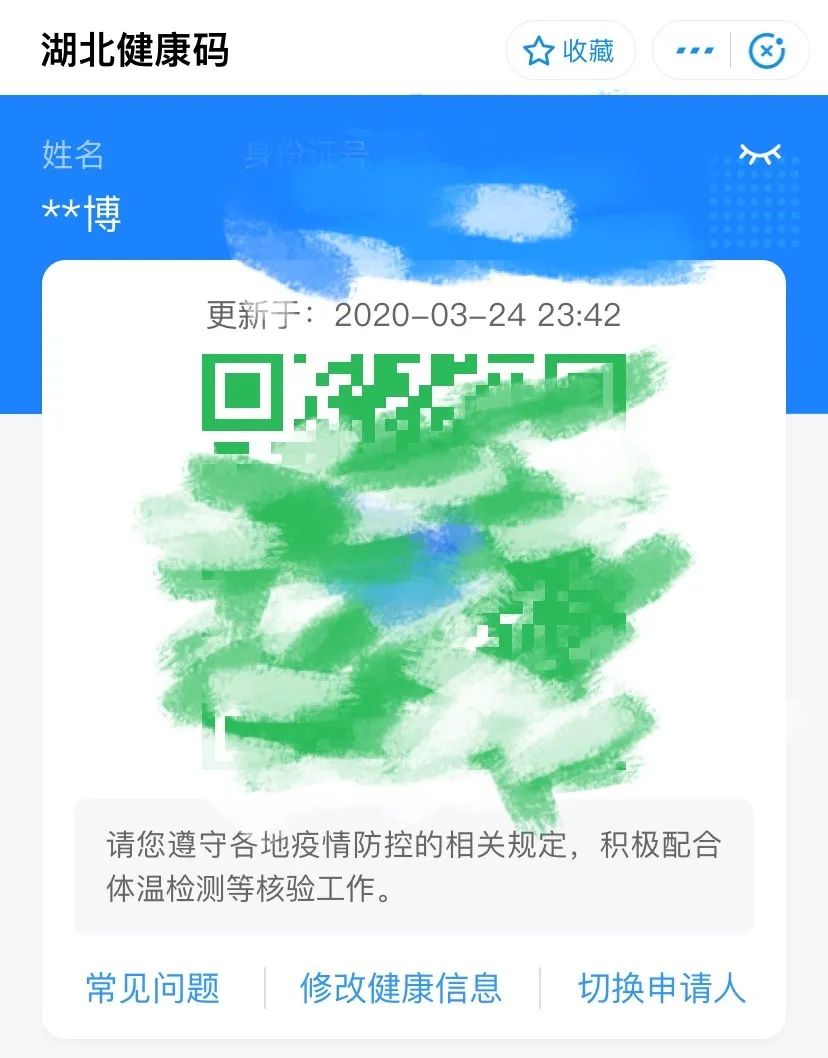 湖北健康码
收藏
姓名
身份证号
**博
更新于：2020-03-24 23:42
请您遵守各地疫情防控的相关规定，积极配合
体温检测等核验工作。
常见问题
修改健康信息
切换申请人